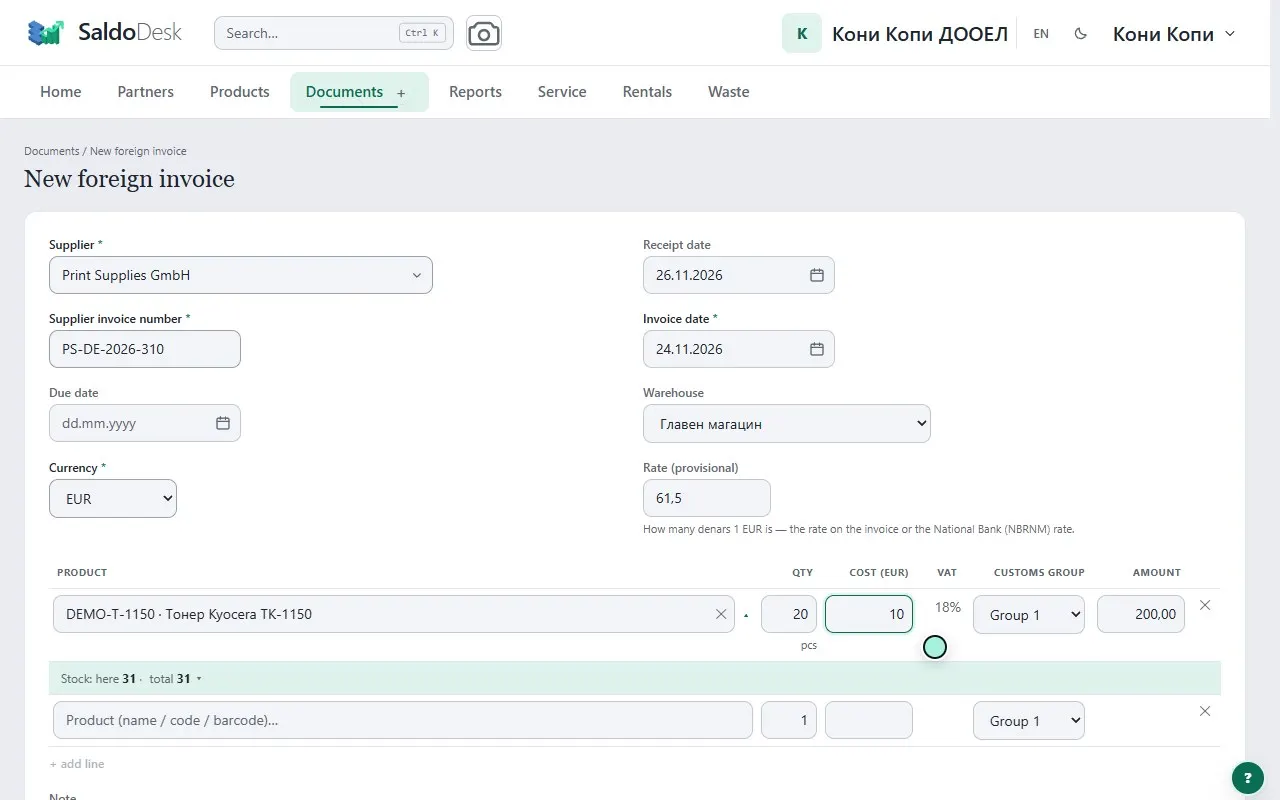 SaldoDesk
Search...
Ctrl K
K
Кони Копи ДООЕЛ
EN
Кони Копи
Home
Partners
Products
Documents +
Reports
Service
Rentals
Waste
Documents / New foreign invoice
New foreign invoice
Supplier *
Receipt date
Print Supplies GmbH
26.11.2026
Supplier invoice number *
Invoice date *
PS-DE-2026-310
24.11.2026
Due date
Warehouse
dd.mm.yyyy
Главен магацин
Currency *
Rate (provisional)
EUR
61,5
How many denars 1 EUR is — the rate on the invoice or the National Bank (NBRNM) rate.
PRODUCT QTY COST (EUR) VAT CUSTOMS GROUP AMOUNT
DEMO-T-1150 · Тонер Kyocera TK-1150 20 10 18% Group 1 200,00
pcs
Stock: here 31 · total 31
Product (name / code / barcode)... 1 Group 1
+ add line
Note
?